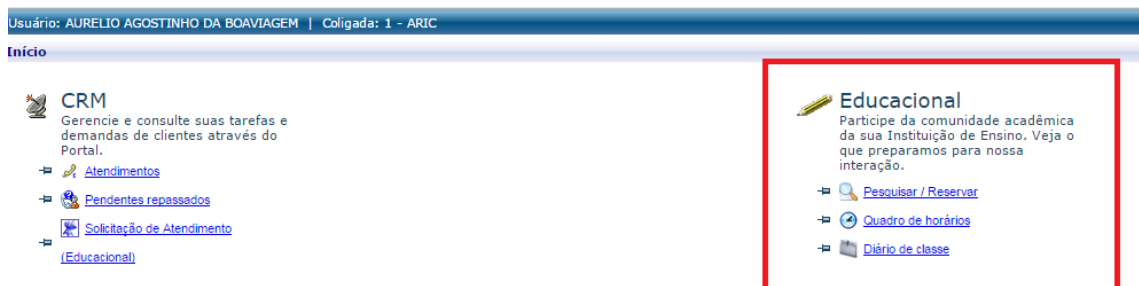 Usuário: AURELIO AGOSTINHO DA BOAVIAGEM | Coligada: 1 - ARIC
Início
CRM
Gerencie e consulte suas tarefas e
demandas de clientes através do
Portal.
Atendimentos
Pendentes repassados
Solicitação de Atendimento
(Educacional)
Educacional
Participe da comunidade acadêmica
da sua Instituição de Ensino. Veja o
que preparamos para nossa
interação.
Pesquisar / Reservar
Quadro de horários
Diário de classe